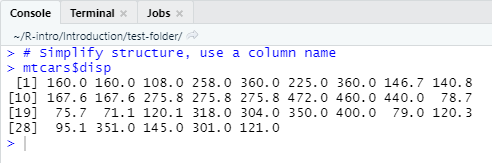 Console Terminal Jobs
~/R-intro/Introduction/test-folder/
> # Simplify structure, use a column name
> mtcars$disp
[1] 160.0 160.0 108.0 258.0 360.0 225.0 360.0 146.7 140.8
[10] 167.6 167.6 275.8 275.8 275.8 472.0 460.0 440.0 78.7
[19] 75.7 71.1 120.1 318.0 304.0 350.0 400.0 79.0 120.3
[28] 95.1 351.0 145.0 301.0 121.0
>